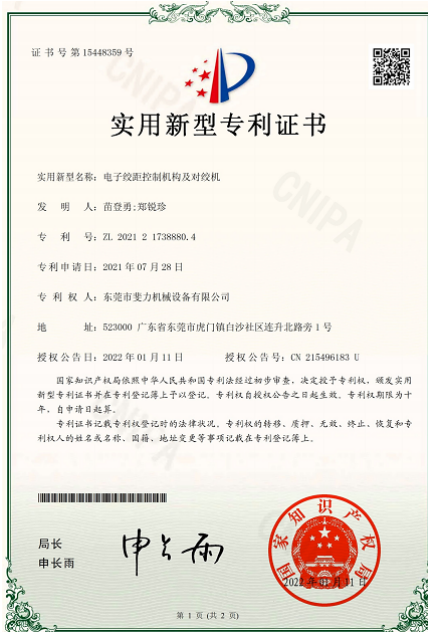 证书号第15448359号
实用新型专利证书
实用新型名称：电子绞距控制机构及对绞机
发明人：苗登勇;郑锐珍
专利号：ZL 2021 2 1738880.4
专利申请日：2021年07月28日
专利权人：东莞市斐力机械设备有限公司
地址：523000 广东省东莞市虎门镇白沙社区连升北路旁1号
授权公告日：2022年01月11日 授权公告号：CN 215496183 U
国家知识产权局依照中华人民共和国专利法经过初步审查，决定授予专利权，颁发实用
新型专利证书并在专利登记簿上予以登记。专利权自授权公告之日起生效。专利权期限为十
年，自申请日起算。
专利证书记载专利权登记时的法律状况。专利权的转移、质押、无效、终止、恢复和专
利权人的姓名或名称、国籍、地址变更等事项记载在专利登记簿上。
局长
申长雨
申长雨
国家知识产权局
2022年01月11日
第 1 页 (共 2 页)
CNIPA
CNIPA
CNIPA